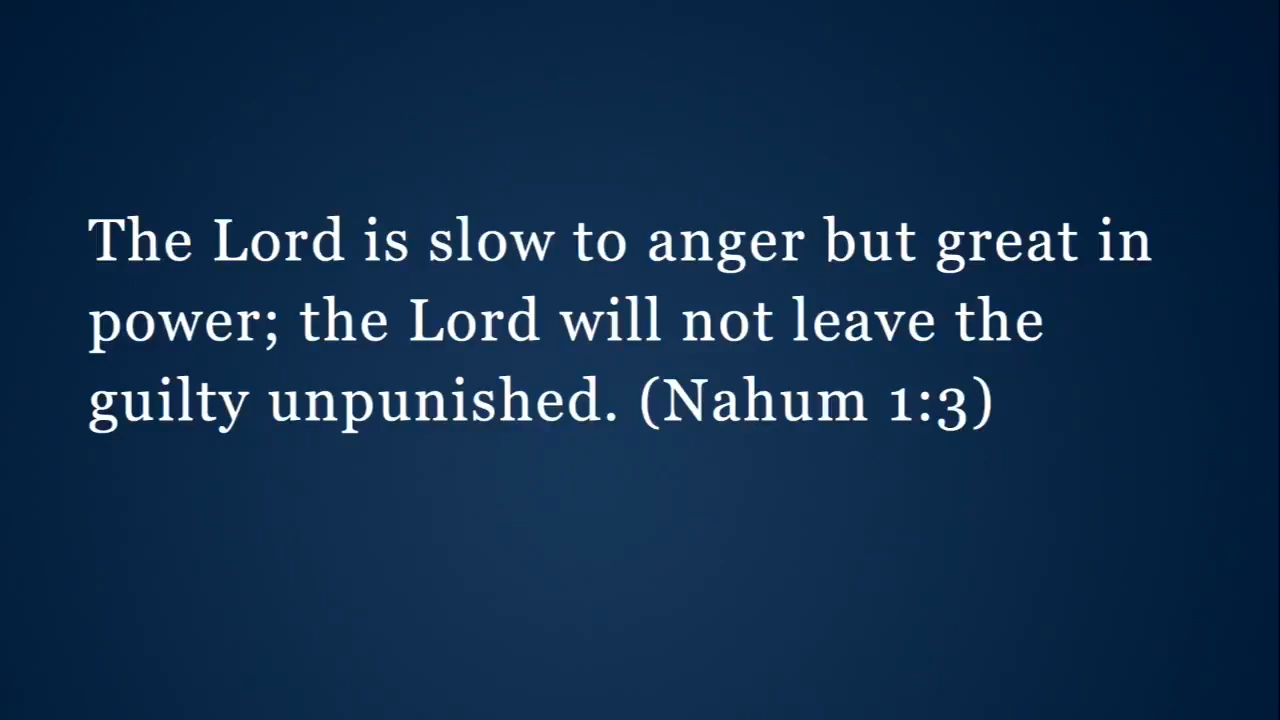 The Lord is slow to anger but great in
power; the Lord will not leave the
guilty unpunished. (Nahum 1:3)